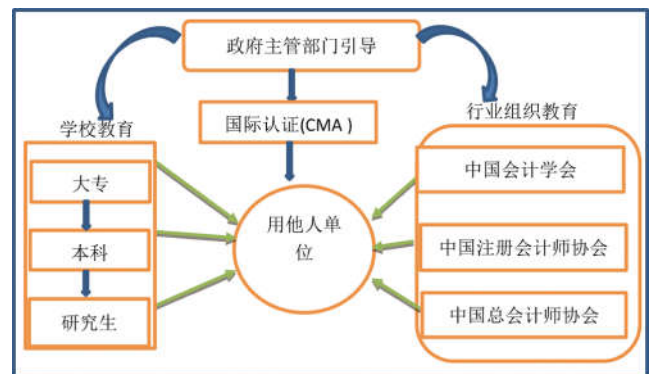 政府主管部门引导
国际认证(CMA )
学校教育
大专
本科
研究生
用他人单
位
行业组织教育
中国会计学会
中国注册会计师协会
中国总会计师协会